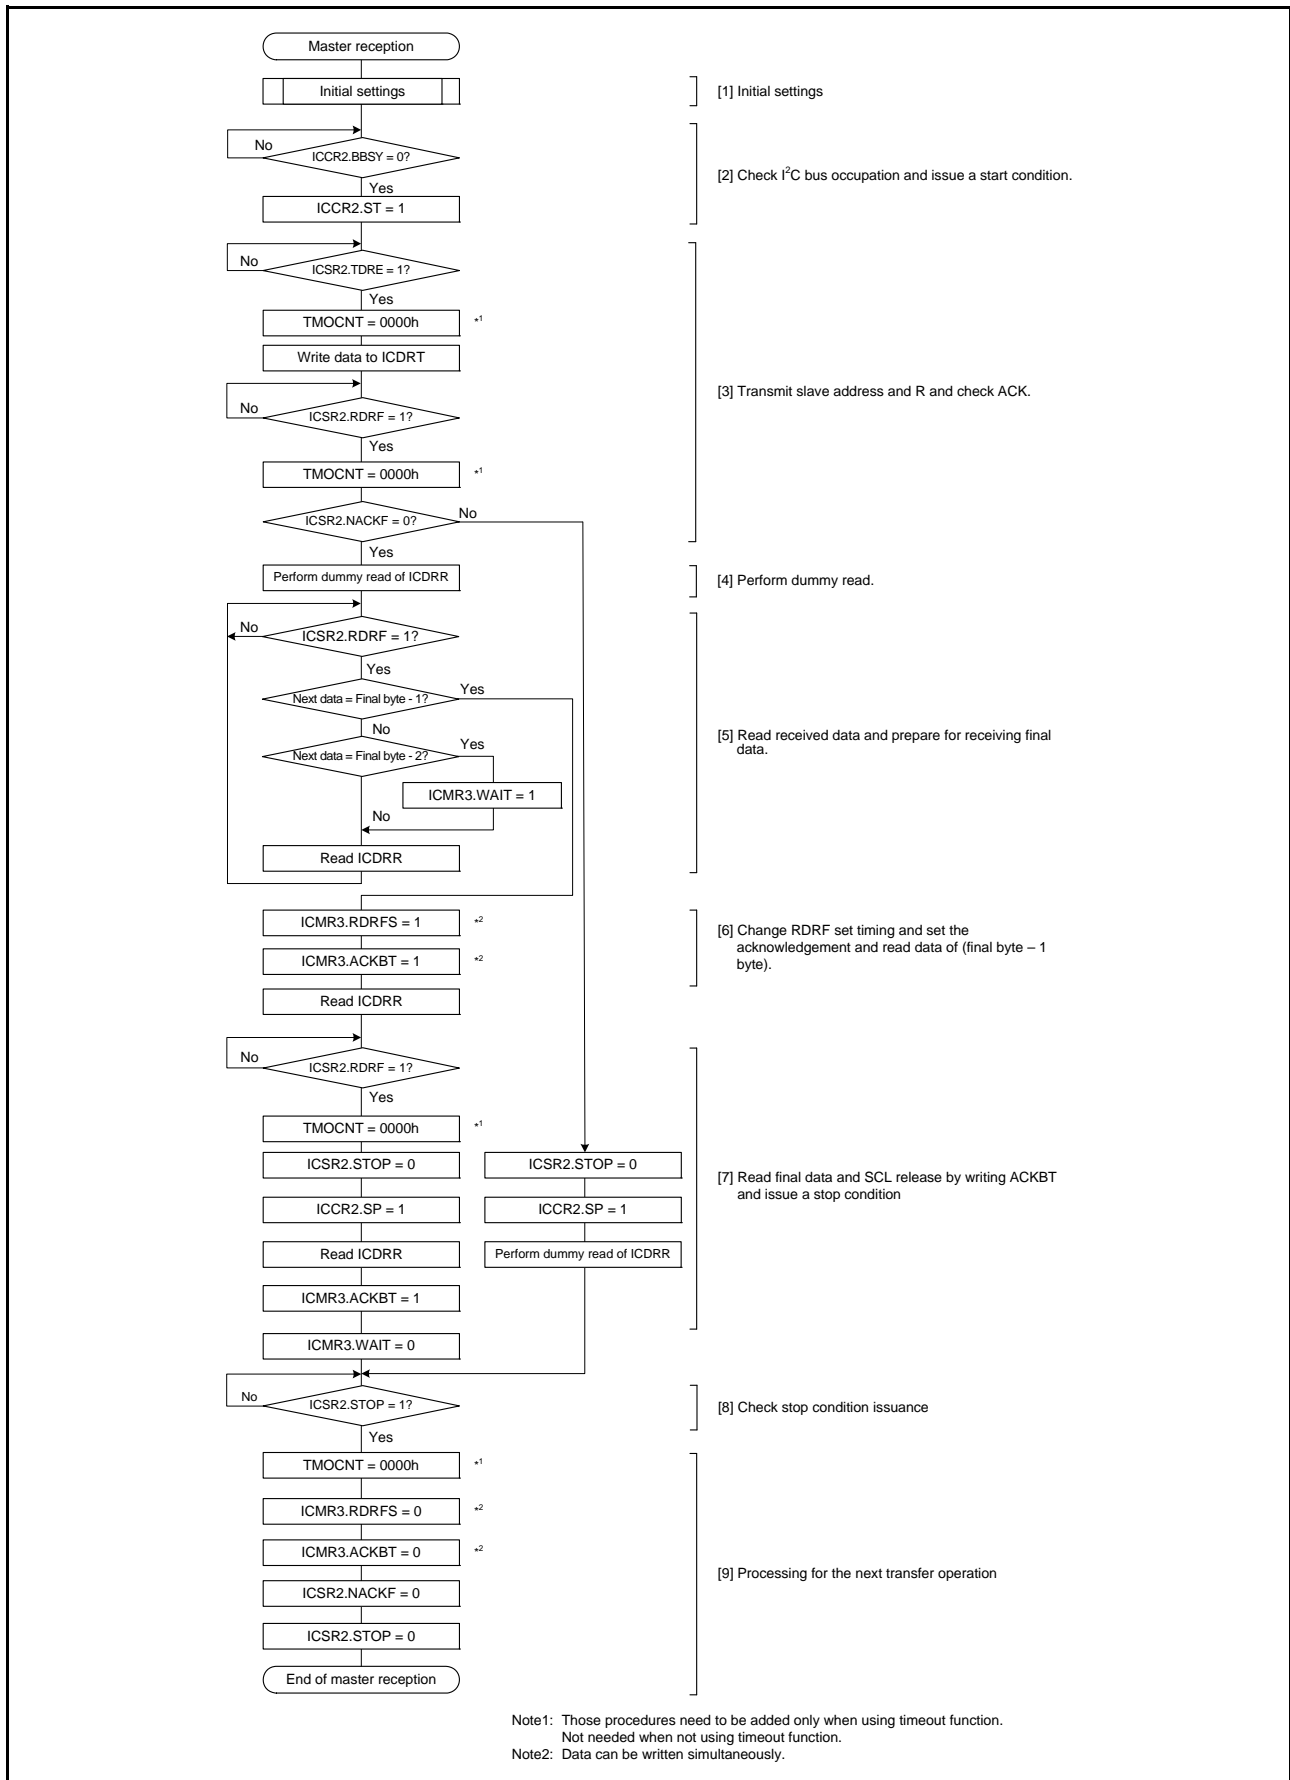 Master reception
Initial settings
[1] Initial settings
No
ICCR2.BBSY = 0?
[2] Check I²C bus occupation and issue a start condition.
Yes
ICCR2.ST = 1
No
ICSR2.TDRE = 1?
Yes
TMOCNT = 0000h *1
Write data to ICDRT
[3] Transmit slave address and R and check ACK.
No
ICSR2.RDRF = 1?
Yes
TMOCNT = 0000h *1
ICSR2.NACKF = 0?
No
Yes
Perform dummy read of ICDRR
[4] Perform dummy read.
No
ICSR2.RDRF = 1?
Yes
Next data = Final byte - 1?
Yes
No
Next data = Final byte - 2?
Yes
[5] Read received data and prepare for receiving final
data.
ICMR3.WAIT = 1
No
Read ICDRR
ICMR3.RDRFS = 1 *2
ICMR3.ACKBT = 1 *2
Read ICDRR
[6] Change RDRF set timing and set the
acknowledgement and read data of (final byte – 1
byte).
No
ICSR2.RDRF = 1?
Yes
TMOCNT = 0000h *1
ICSR2.STOP = 0
ICSR2.STOP = 0
[7] Read final data and SCL release by writing ACKBT
and issue a stop condition
ICCR2.SP = 1
ICCR2.SP = 1
Read ICDRR
Perform dummy read of ICDRR
ICMR3.ACKBT = 1
ICMR3.WAIT = 0
No
ICSR2.STOP = 1?
[8] Check stop condition issuance
Yes
TMOCNT = 0000h *1
ICMR3.RDRFS = 0 *2
ICMR3.ACKBT = 0 *2
[9] Processing for the next transfer operation
ICSR2.NACKF = 0
ICSR2.STOP = 0
End of master reception
Note1: Those procedures need to be added only when using timeout function.
Not needed when not using timeout function.
Note2: Data can be written simultaneously.